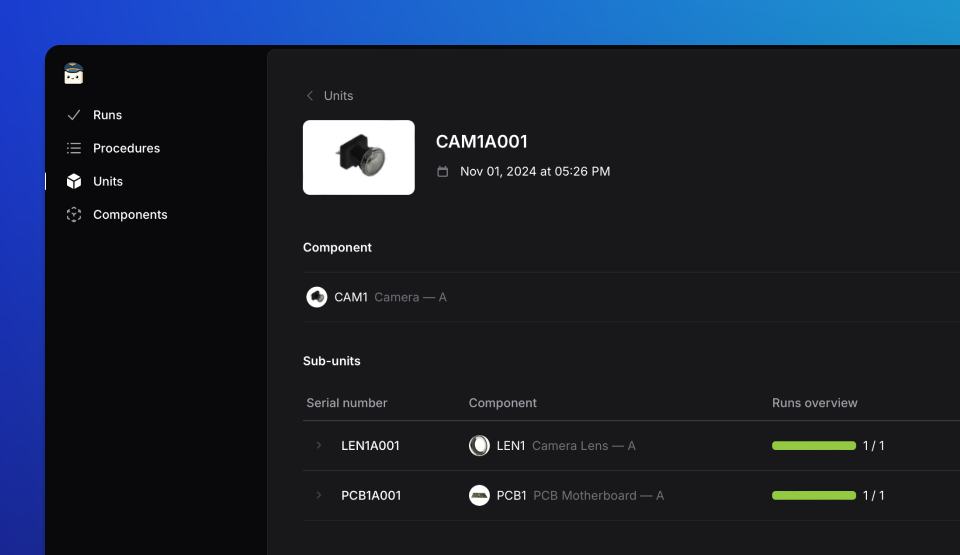 Runs
Procedures
Units
Components
Units
CAM1A001
Nov 01, 2024 at 05:26 PM
Component
CAM1 Camera — A
Sub-units
Serial number Component Runs overview
LEN1A001 LEN1 Camera Lens — A 1 / 1
PCB1A001 PCB1 PCB Motherboard — A 1 / 1